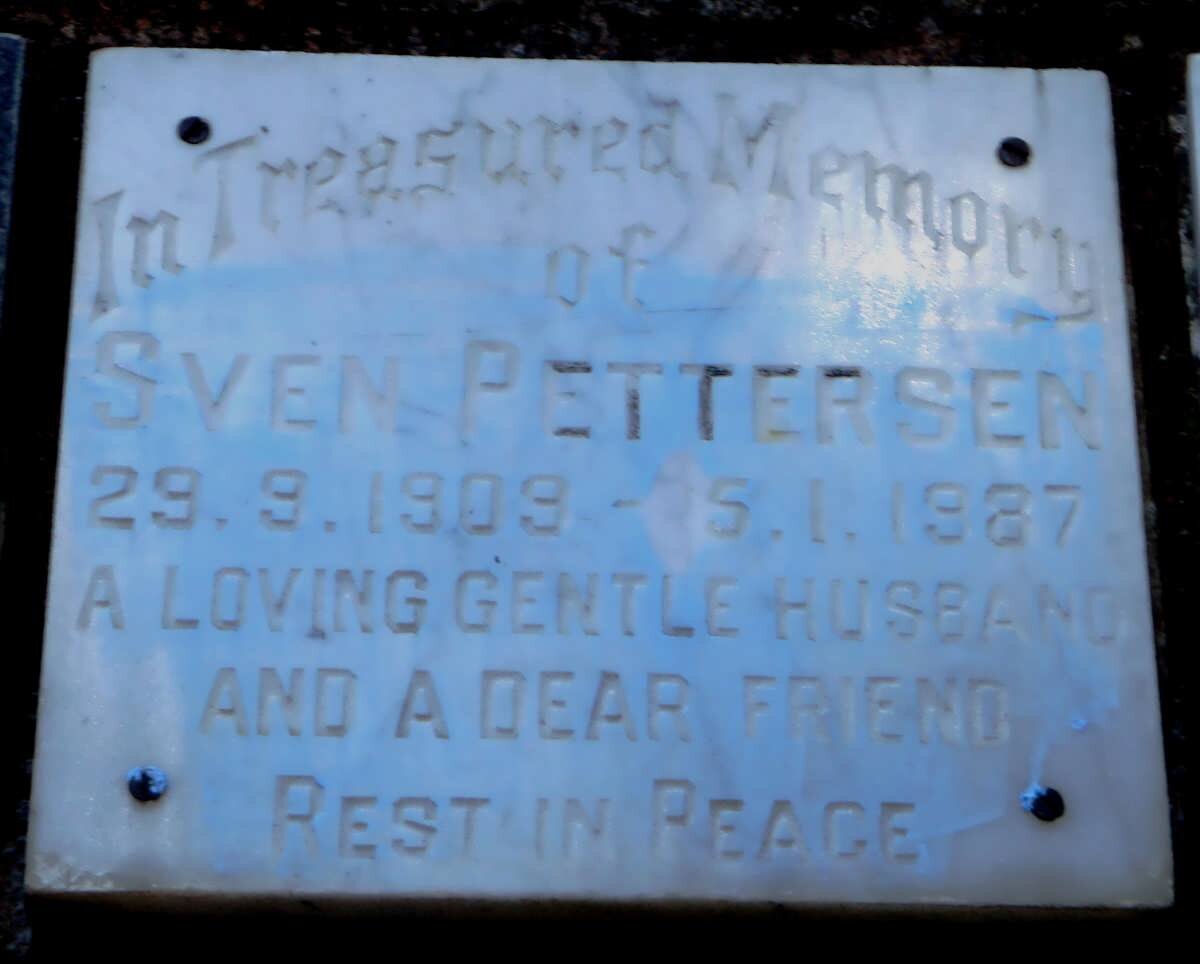 In Treasured Memory
of
SVEN PETTERSEN
29.9.1909 - 5.1.1987
A LOVING GENTLE HUSBAND
AND A DEAR FRIEND
REST IN PEACE